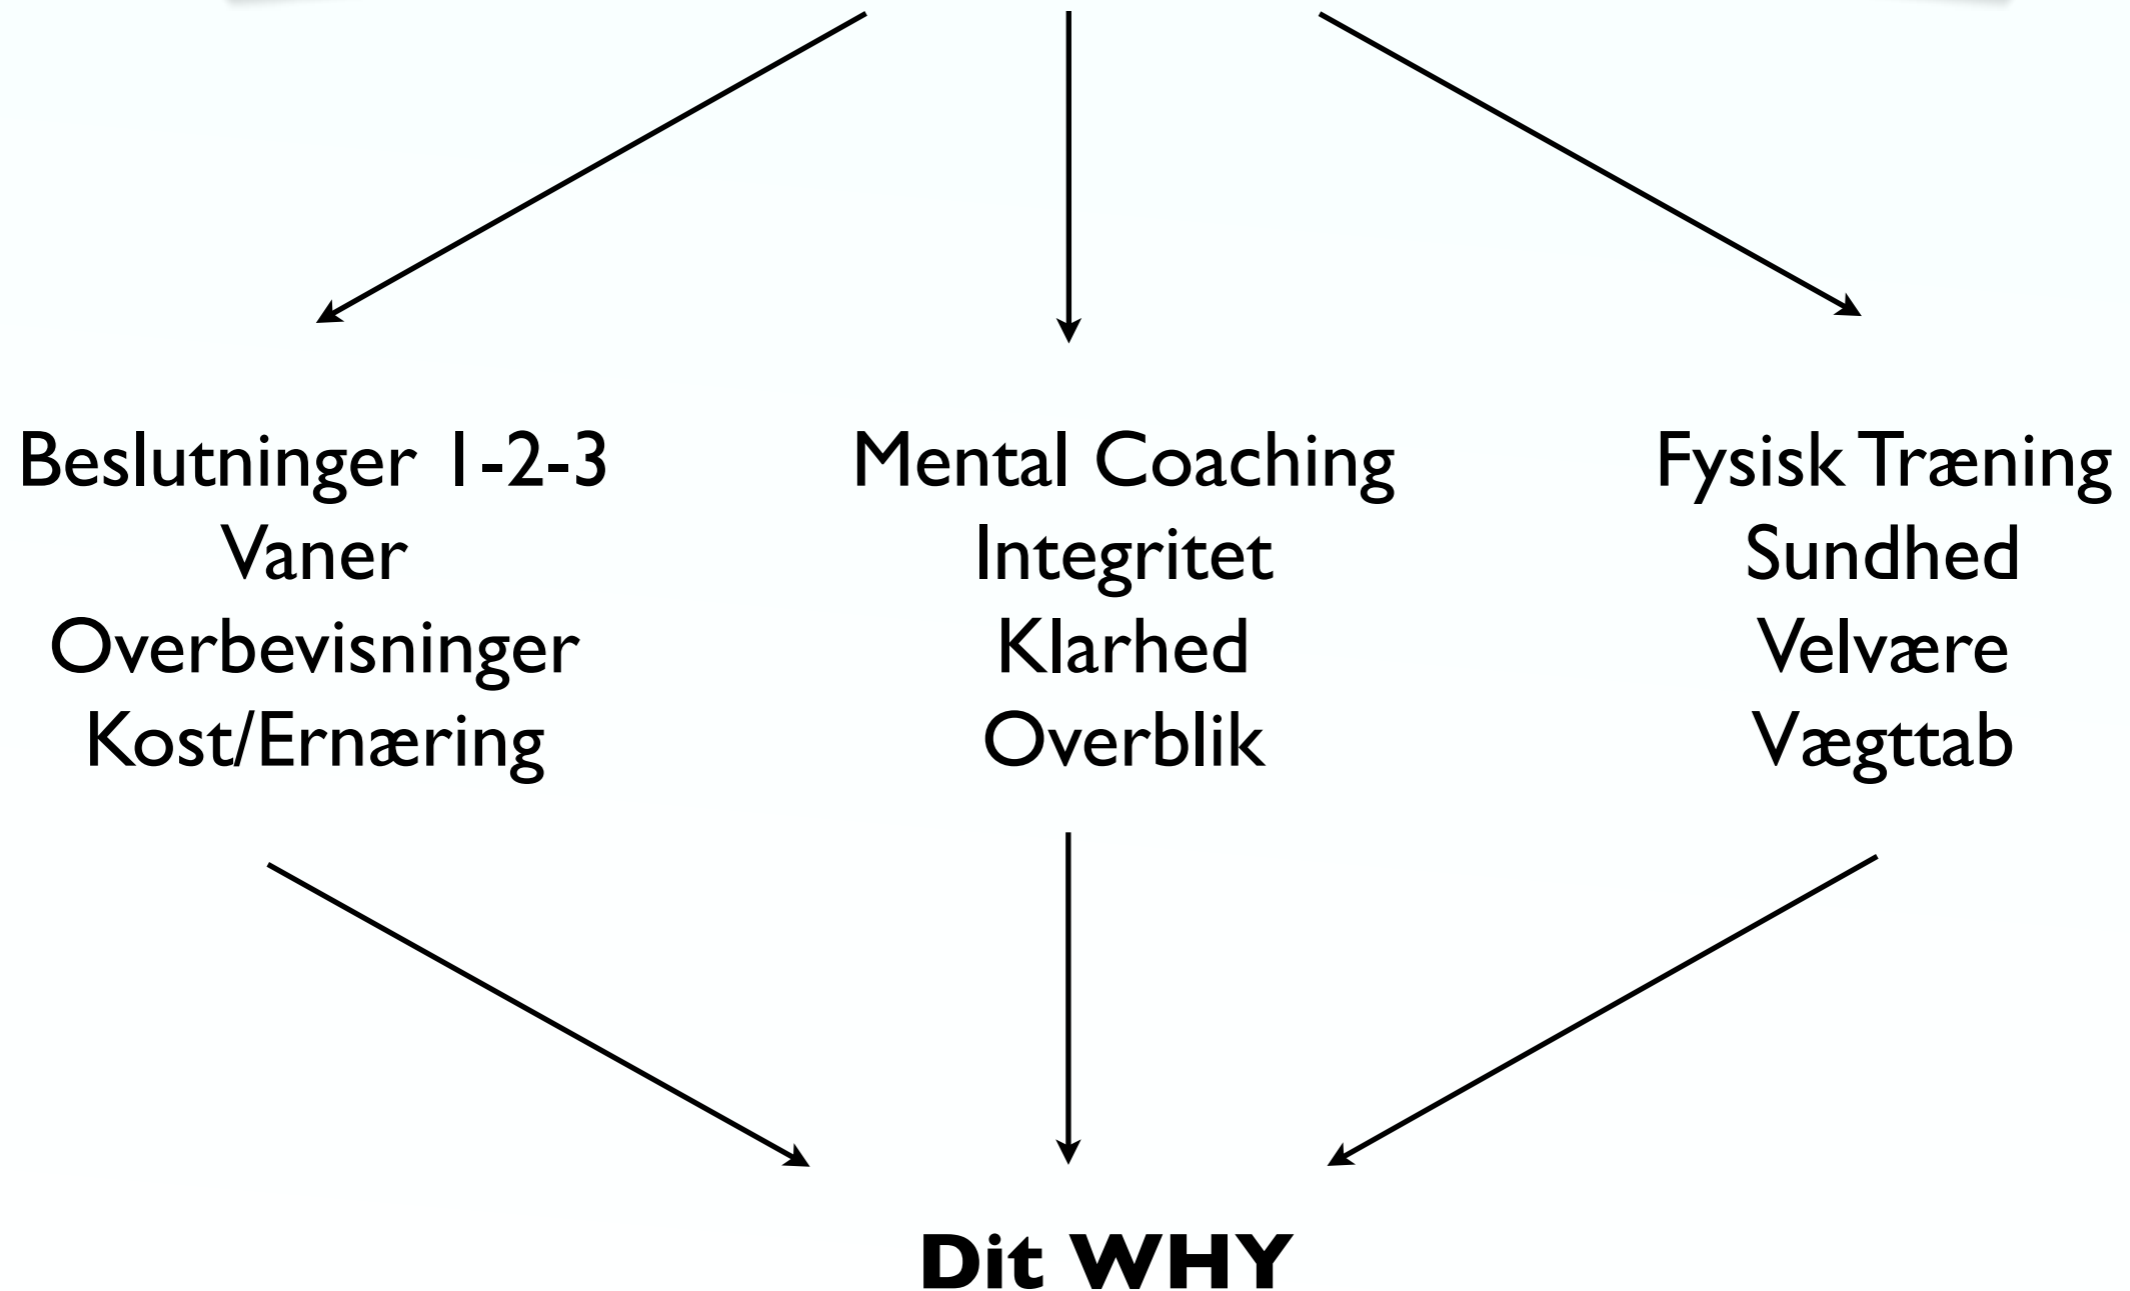 Beslutninger 1-2-3
Vaner
Overbevisninger
Kost/Ernæring
Mental Coaching
Integritet
Klarhed
Overblik
Fysisk Træning
Sundhed
Velvære
Vægttab
Dit WHY